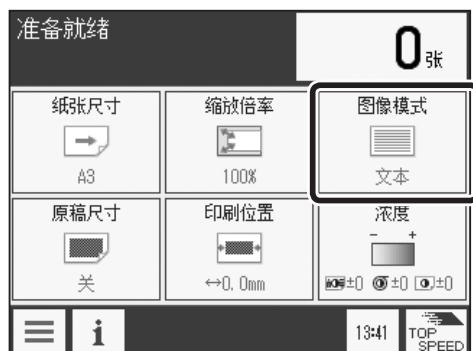 准备就绪
0张
纸张尺寸 缩放倍率 图像模式
A3 100% 文本
原稿尺寸 印刷位置 浓度
- +
关 ↔0.0mm ±0 ±0 ±0
i 13:41 TOP SPEED